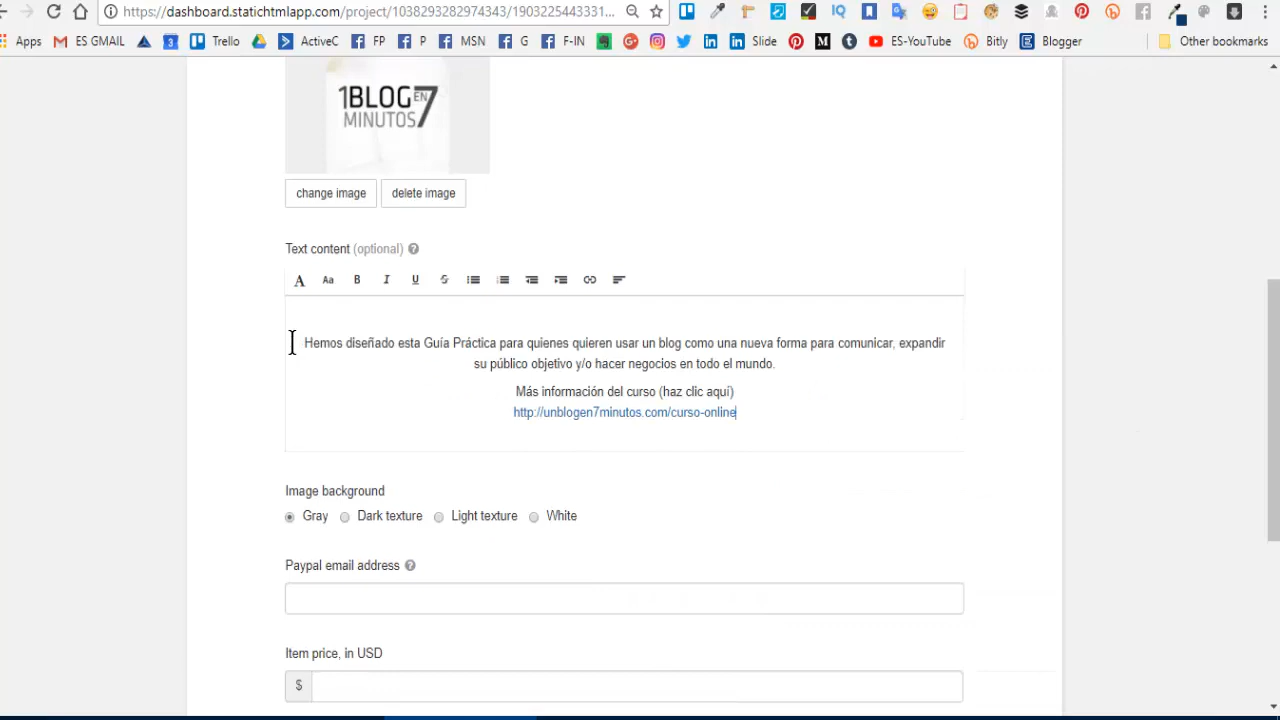 https://dashboard.statichtmlapp.com/project/1038293282974343/1903225443331...
Apps ES GMAIL 3 Trello ActiveC FP P MSN G F-IN Slide ES-YouTube Bitly Blogger Other bookmarks
1BLOG EN 7
MINUTOS
change image delete image
Text content (optional)
A Aa B I U S
Hemos diseñado esta Guía Práctica para quienes quieren usar un blog como una nueva forma para comunicar, expandir
su público objetivo y/o hacer negocios en todo el mundo.
Más información del curso (haz clic aquí)
http://unblogen7minutos.com/curso-online
Image background
Gray Dark texture Light texture White
Paypal email address
Item price, in USD
$